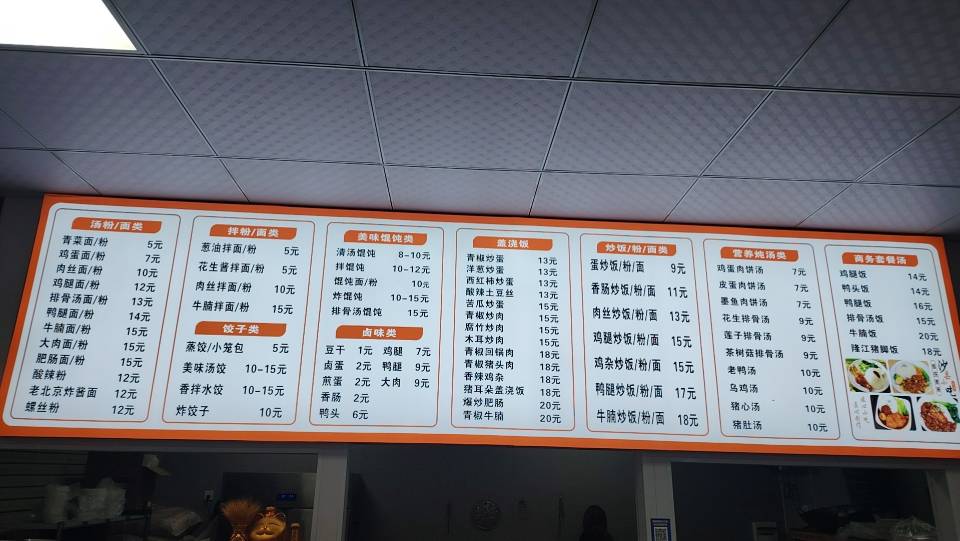 汤粉/面类
青菜面/粉 5元
鸡蛋面/粉 7元
肉丝面/粉 10元
鸡腿面/粉 12元
排骨汤面/粉 13元
鸭腿面/粉 14元
牛腩面/粉 15元
大肉面/粉 15元
肥肠面/粉 15元
酸辣粉 12元
老北京炸酱面 12元
螺丝粉 12元
拌粉/面类
葱油拌面/粉 5元
花生酱拌面/粉 5元
肉丝拌面/粉 10元
牛腩拌面/粉 15元
饺子类
蒸饺/小笼包 5元
美味汤饺 10-15元
香拌水饺 10-15元
炸饺子 10元
美味馄饨类
清汤馄饨 8-10元
拌馄饨 10-12元
馄饨面/粉 10元
炸馄饨 10-15元
排骨汤馄饨 15元
卤味类
豆干 1元 鸡腿 7元
卤蛋 2元 鸭腿 9元
煎蛋 2元 大肉 9元
香肠 2元
鸭头 6元
盖浇饭
青椒炒蛋 13元
洋葱炒蛋 13元
西红柿炒蛋 13元
酸辣土豆丝 13元
苦瓜炒蛋 15元
青椒炒肉 15元
腐竹炒肉 15元
木耳炒肉 15元
青椒回锅肉 18元
青椒猪头肉 18元
香辣鸡杂 18元
猪耳朵盖浇饭 18元
爆炒肥肠 20元
青椒牛腩 20元
炒饭/粉/面类
蛋炒饭/粉/面 9元
香肠炒饭/粉/面 11元
肉丝炒饭/粉/面 13元
鸡腿炒饭/粉/面 15元
鸡杂炒饭/粉/面 15元
鸭腿炒饭/粉/面 17元
牛腩炒饭/粉/面 18元
营养炖汤类
鸡蛋肉饼汤 7元
皮蛋肉饼汤 7元
墨鱼肉饼汤 7元
花生排骨汤 9元
莲子排骨汤 9元
茶树菇排骨汤 9元
老鸭汤 10元
乌鸡汤 10元
猪心汤 10元
猪肚汤 10元
商务套餐汤
鸡腿饭 14元
鸭头饭 14元
鸭腿饭 16元
排骨饭 15元
牛腩饭 20元
隆江猪脚饭 18元